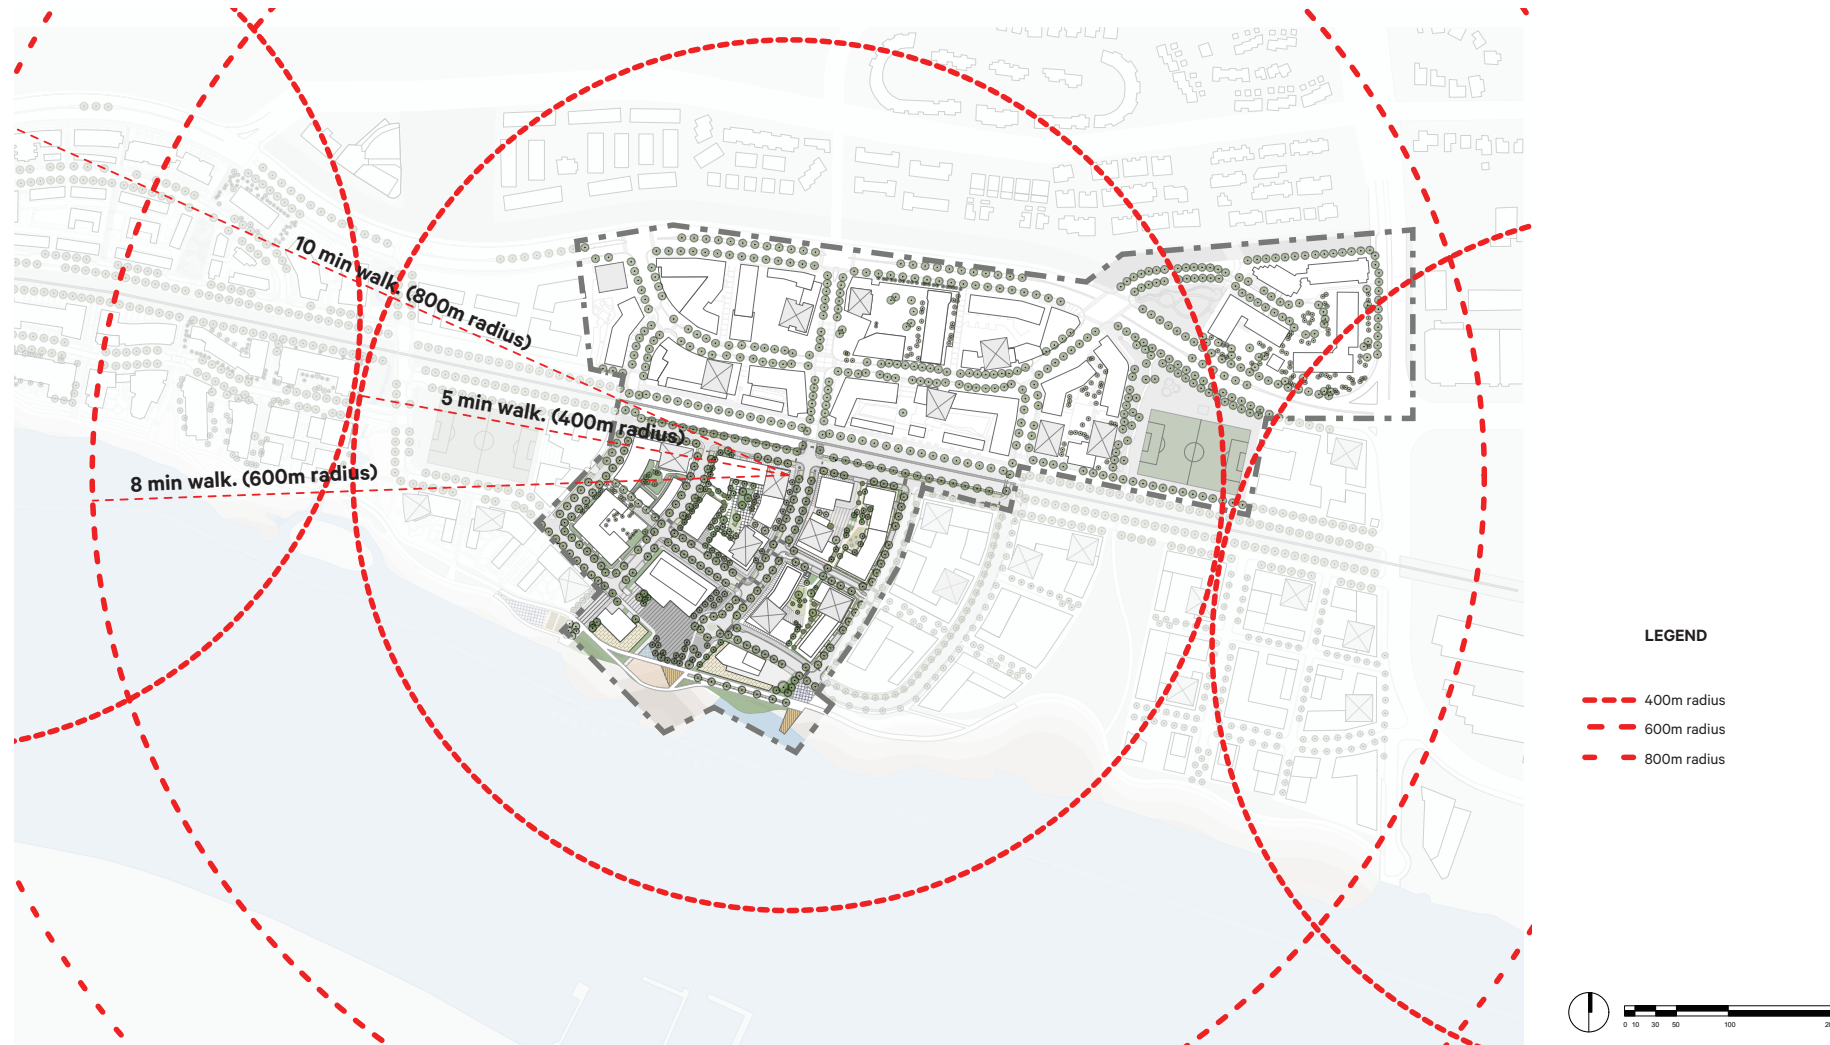 10 min walk. (800m radius)
5 min walk. (400m radius)
8 min walk. (600m radius)
LEGEND
400m radius
600m radius
800m radius
0 10 30 50 100